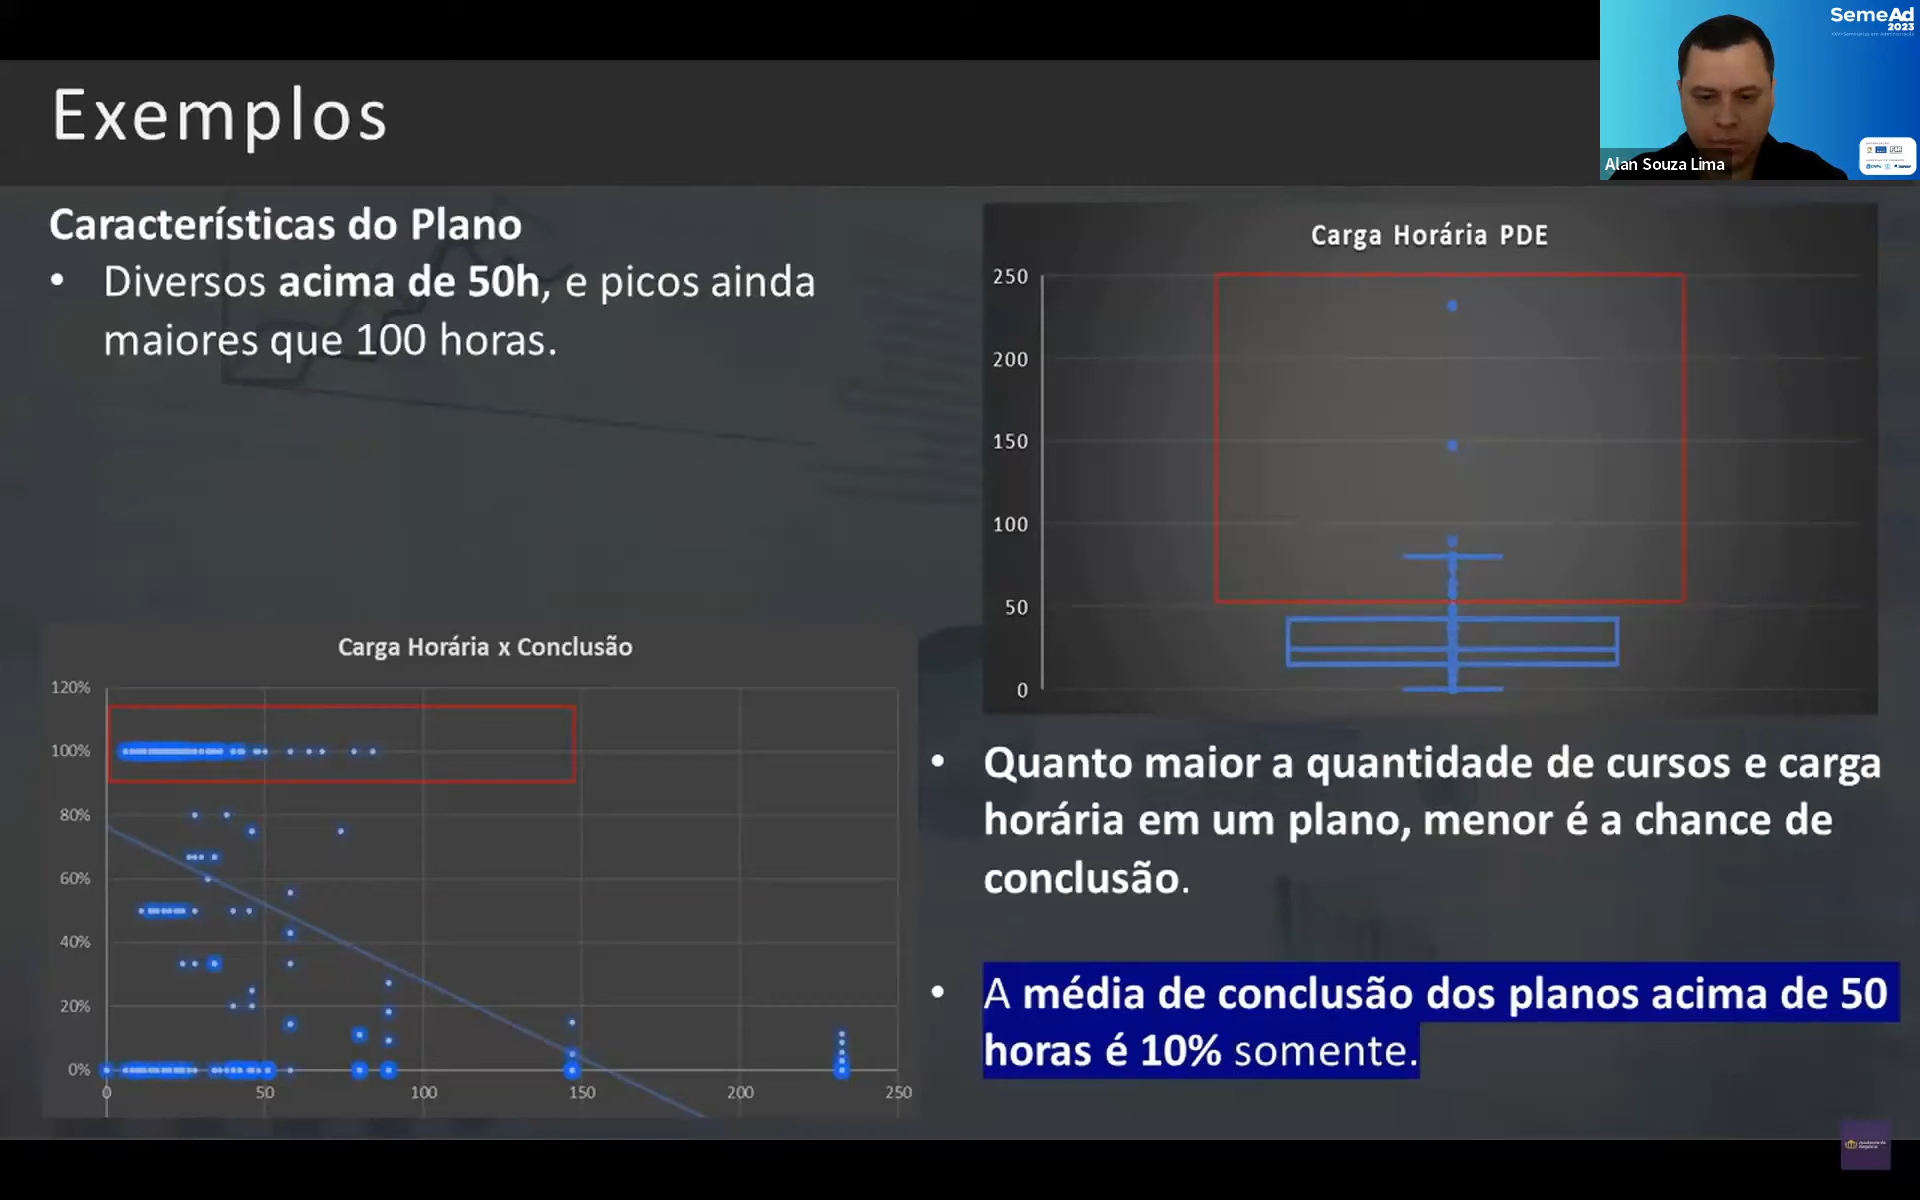 SemeAd
2023
Exemplos
Alan Souza Lima
Características do Plano
• Diversos acima de 50h, e picos ainda
maiores que 100 horas.
Carga Horária PDE
250
200
150
100
50
0
Carga Horária x Conclusão
120%
100%
80%
60%
40%
20%
0%
0 50 100 150 200 250
• Quanto maior a quantidade de cursos e carga
horária em um plano, menor é a chance de
conclusão.
• A média de conclusão dos planos acima de 50
horas é 10% somente.